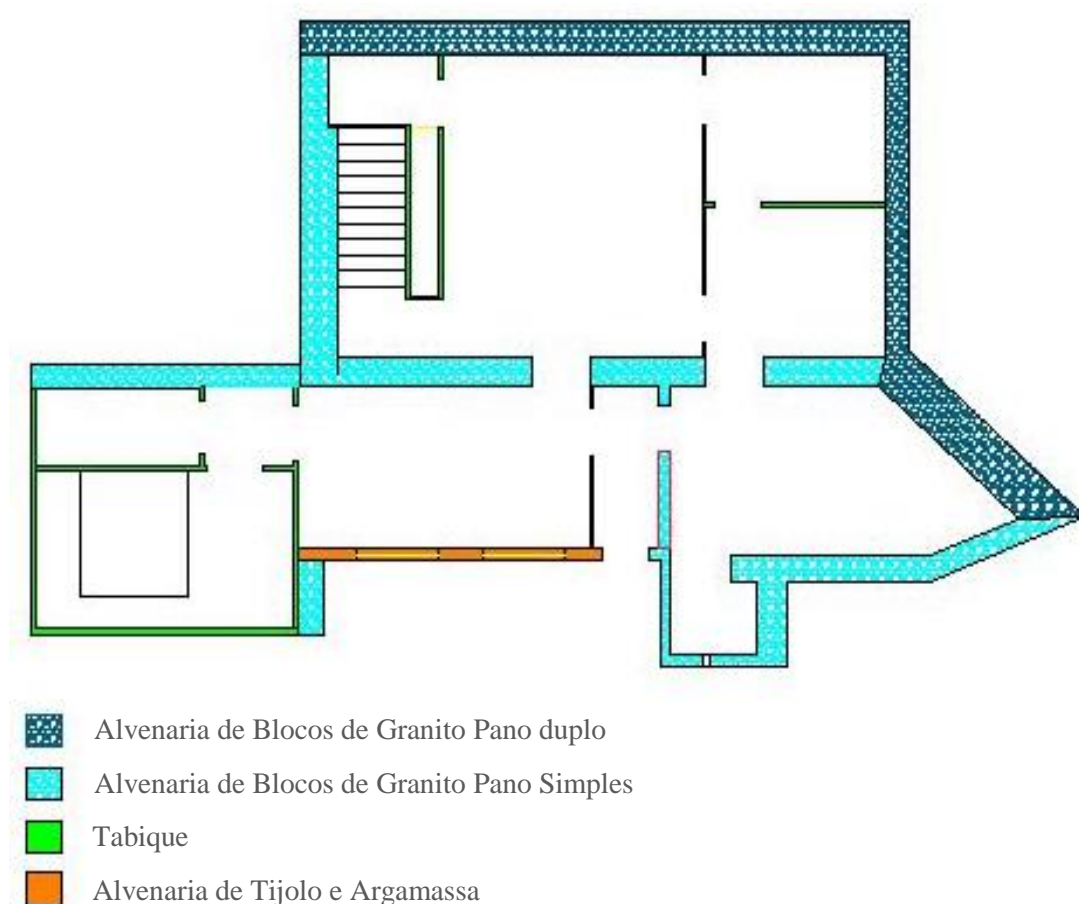 Alvenaria de Blocos de Granito Pano duplo
Alvenaria de Blocos de Granito Pano Simples
Tabique
Alvenaria de Tijolo e Argamassa